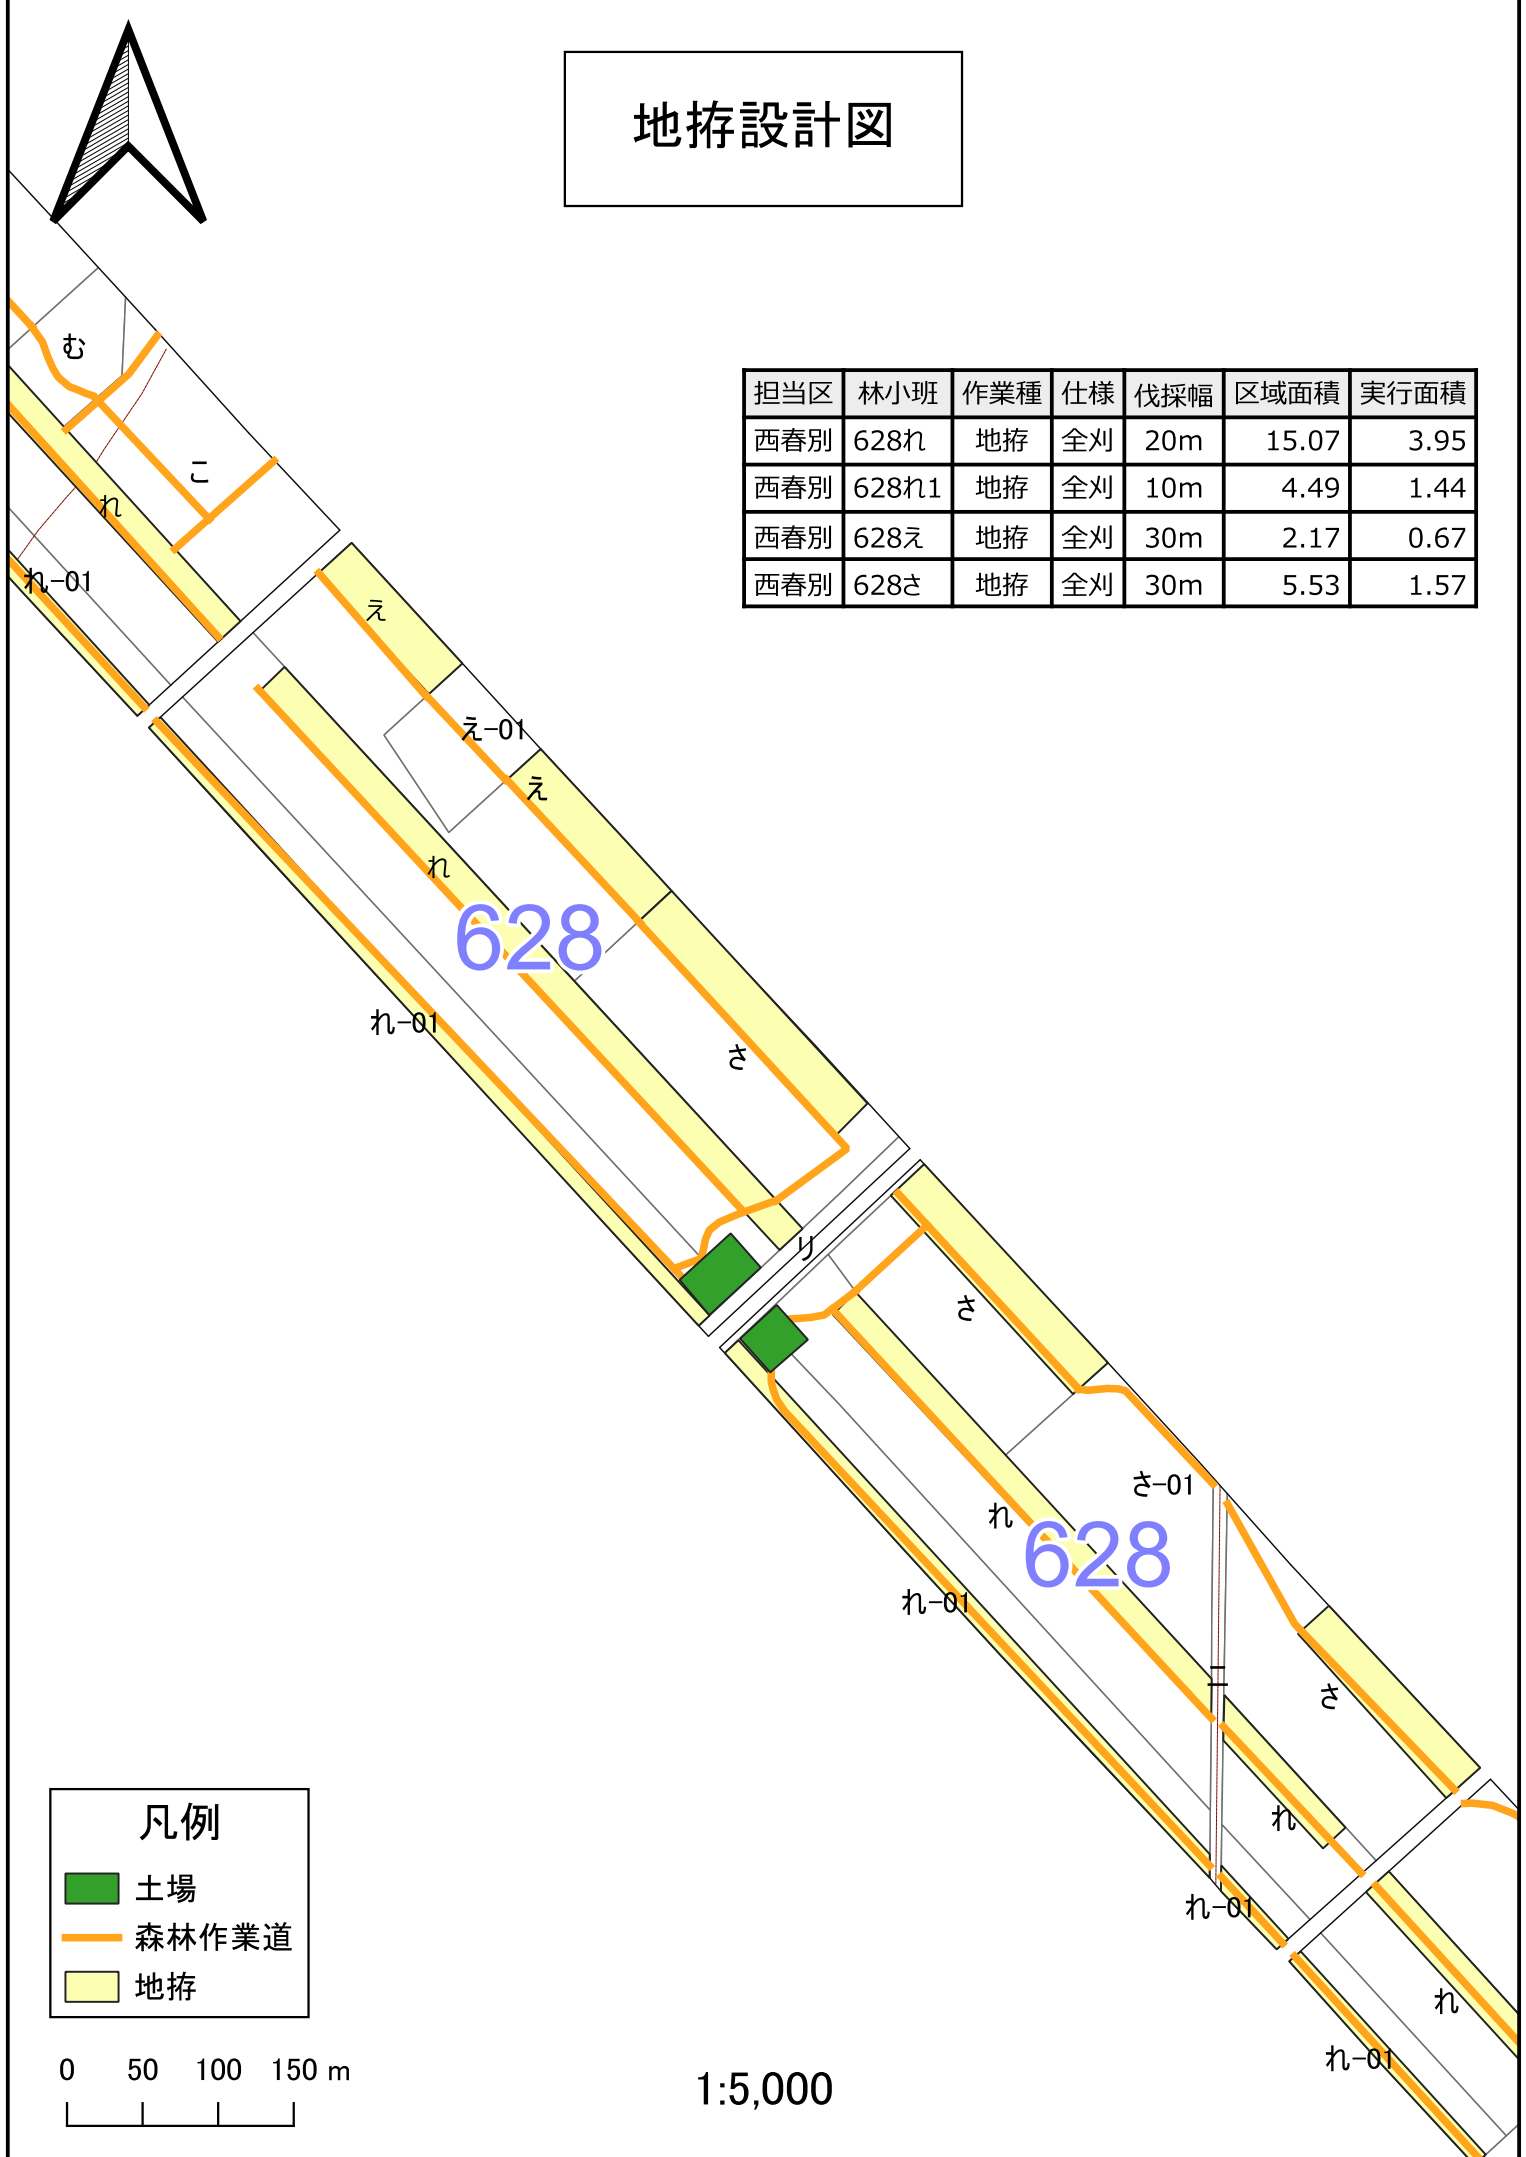 地拵設計図
担当区 林小班 作業種 仕様 伐採幅 区域面積 実行面積
西春別 628れ 地拵 全刈 20m 15.07 3.95
西春別 628れ1 地拵 全刈 10m 4.49 1.44
西春別 628え 地拵 全刈 30m 2.17 0.67
西春別 628さ 地拵 全刈 30m 5.53 1.57
む
こ
れ
れ-01
え
え-01
え
れ
628
れ-01
さ
リ
さ
さ-01
れ
628
れ-01
ニ
さ
れ
れ-01
れ
れ-01
凡例
土場
森林作業道
地拵
0 50 100 150 m
1:5,000